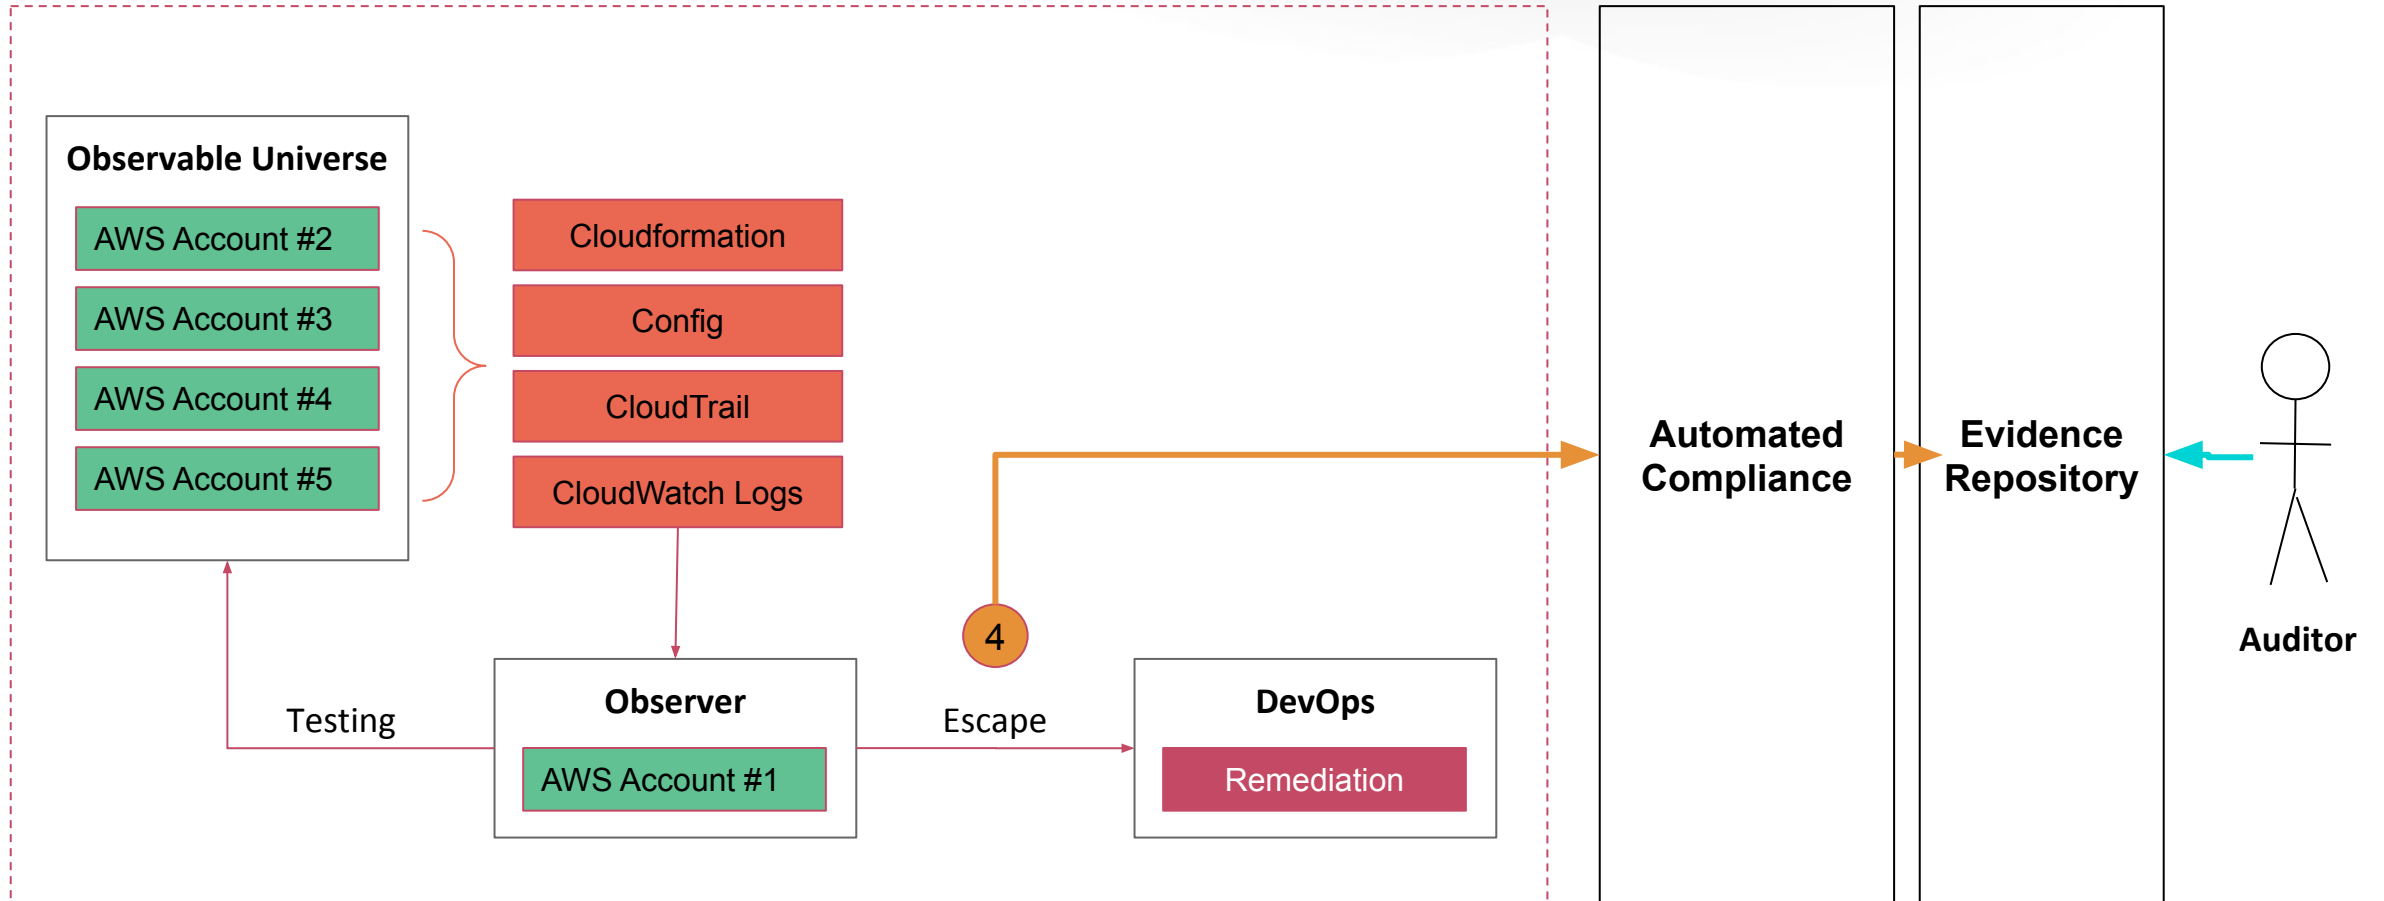 Observable Universe
AWS Account #2
AWS Account #3
AWS Account #4
AWS Account #5
Cloudformation
Config
CloudTrail
CloudWatch Logs
Testing
Observer
AWS Account #1
4
Escape
DevOps
Remediation
Automated
Compliance
Evidence
Repository
Auditor